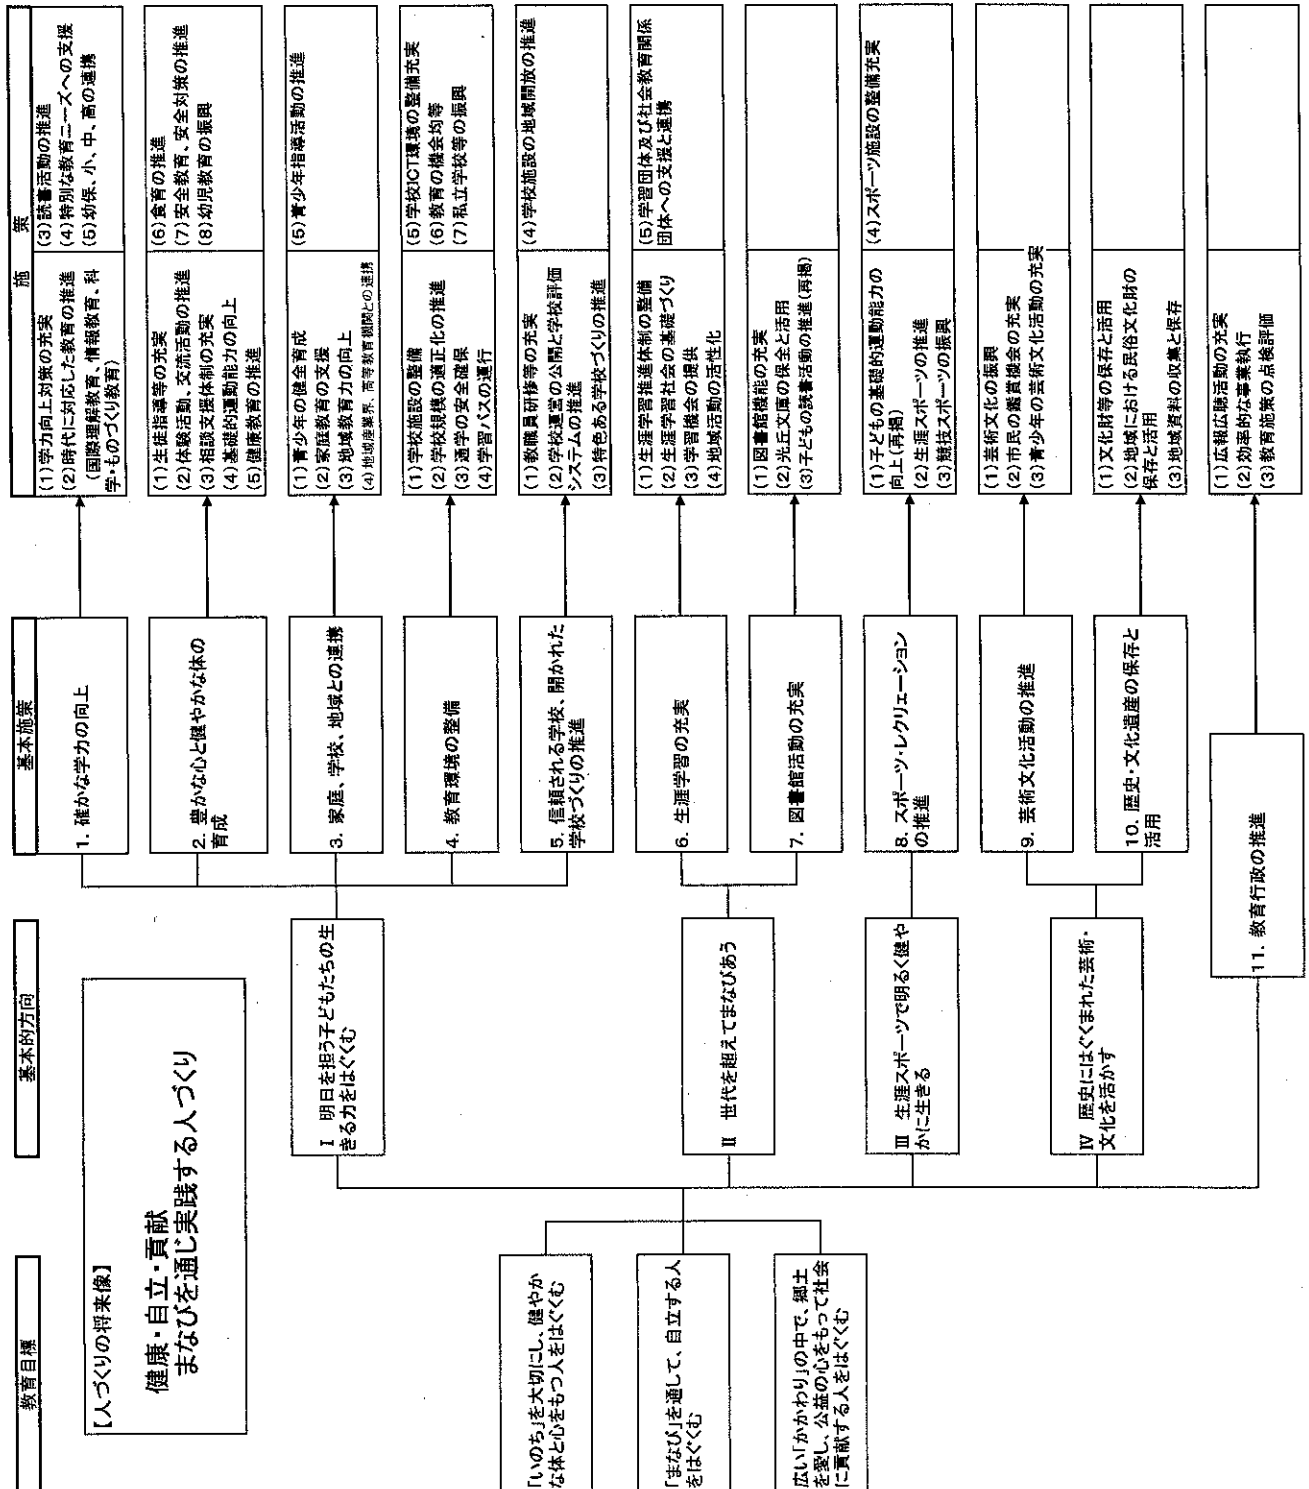 教育目標
基本的方向
基本施策
施 策
【人づくりの将来像】
健康・自立・貢献
まなびを通じ実践する人づくり
「いのち」を大切にし、健やか
な体と心をもつ人をはぐくむ
「まなび」を通して、自立する人
をはぐくむ
広い「かかわり」の中で、郷土
を愛し、公益の心をもって社会
に貢献する人をはぐくむ
Ⅰ 明日を担う子どもたちの生
きる力をはぐくむ
Ⅱ 世代を超えてまなびあう
Ⅲ 生涯スポーツで明るく健や
かに生きる
Ⅳ 歴史にはぐくまれた芸術・
文化を活かす
1. 確かな学力の向上
2. 豊かな心と健やかな体の
育成
3. 家庭、学校、地域との連携
4. 教育環境の整備
5. 信頼される学校、開かれた
学校づくりの推進
6. 生涯学習の充実
7. 図書館活動の充実
8. スポーツ・レクリェーション
の推進
9. 芸術文化活動の推進
10. 歴史・文化遺産の保存と
活用
11. 教育行政の推進
(1)学力向上対策の充実
(2)時代に対応した教育の推進
(国際理解教育、情報教育、科
学・ものづくり教育)
(3)読書活動の推進
(4)特別な教育ニーズへの支援
(5)幼保、小、中、高の連携
(1)生徒指導等の充実
(2)体験活動、交流活動の推進
(3)相談支援体制の充実
(4)基礎的運動能力の向上
(5)健康教育の推進
(6)食育の推進
(7)安全教育、安全対策の推進
(8)幼児教育の振興
(1)青少年の健全育成
(2)家庭教育の支援
(3)地域教育力の向上
(4)地域産業界、高等教育機関との連携
(5)青少年指導活動の推進
(1)学校施設の整備
(2)学校規模の適正化の推進
(3)通学の安全確保
(4)学習バスの運行
(5)学校ICT環境の整備充実
(6)教育の機会均等
(7)私立学校等の振興
(1)教職員研修等の充実
(2)学校運営の公開と学校評価
システムの推進
(3)特色ある学校づくりの推進
(4)学校施設の地域開放の推進
(1)生涯学習推進体制の整備
(2)生涯学習社会の基礎づくり
(3)学習機会の提供
(4)地域活動の活性化
(5)学習団体及び社会教育関係
団体への支援と連携
(1)図書館機能の充実
(2)光丘文庫の保全と活用
(3)子どもの読書活動の推進(再掲)
(1)子どもの基礎的運動能力の
向上(再掲)
(2)生涯スポーツの推進
(3)競技スポーツの振興
(4)スポーツ施設の整備充実
(1)芸術文化の振興
(2)市民の鑑賞機会の充実
(3)青少年の芸術文化活動の充実
(1)文化財等の保存と活用
(2)地域における民俗文化財の
保存と活用
(3)地域資料の収集と保存
(1)広報広聴活動の充実
(2)効率的な事業執行
(3)教育施策の点検評価